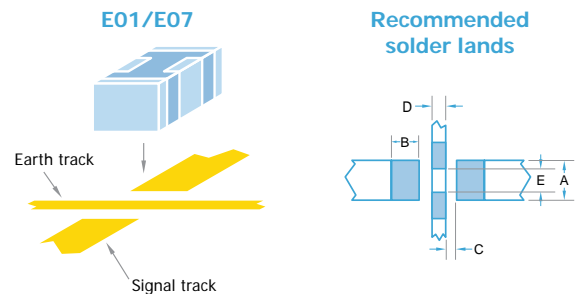 E01/E07
Recommended
solder lands
D
B
Earth track
E
A
C
Signal track